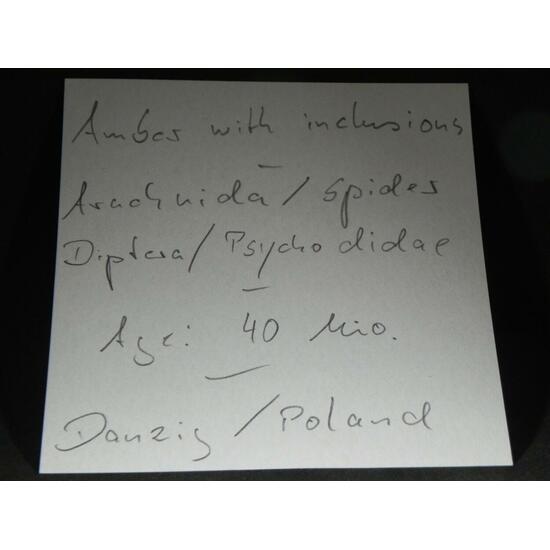 Amber with inclusions
–
Arachnida / Spider
Diptera / Psychodidae
–
Age: 40 Mio.
–
Danzig / Poland